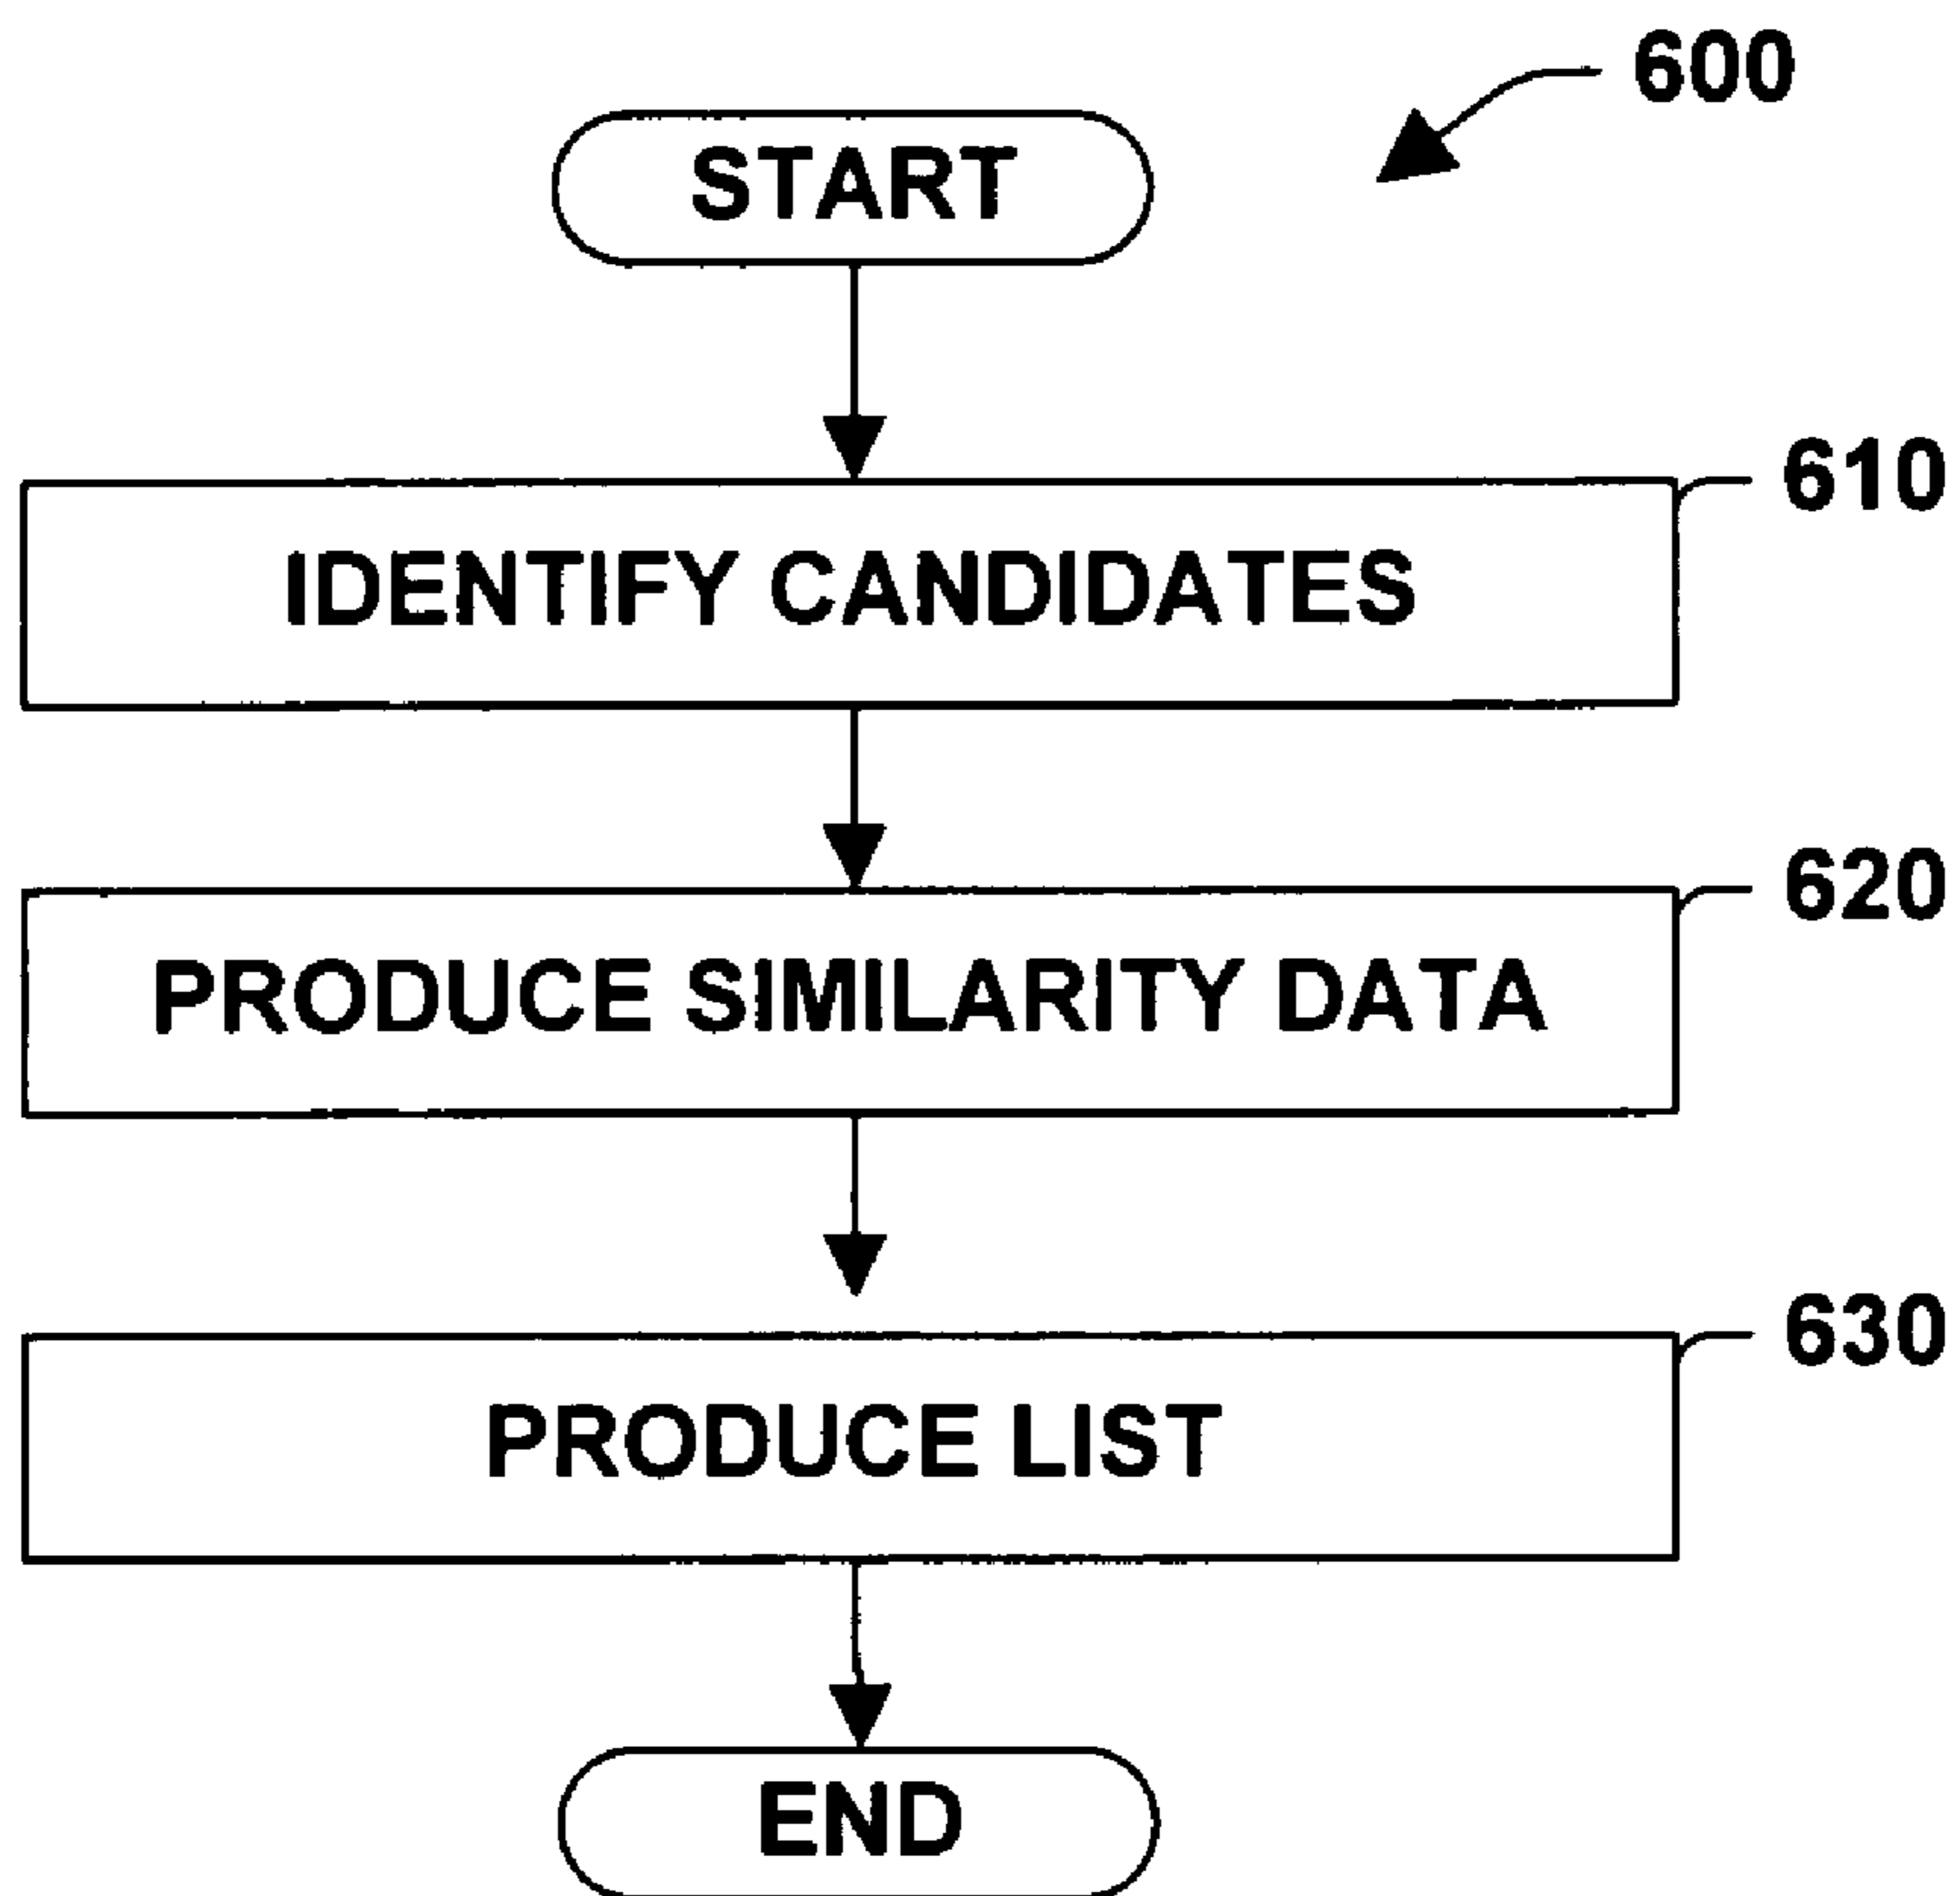 600
START
610
IDENTIFY CANDIDATES
620
PRODUCE SIMILARITY DATA
630
PRODUCE LIST
END